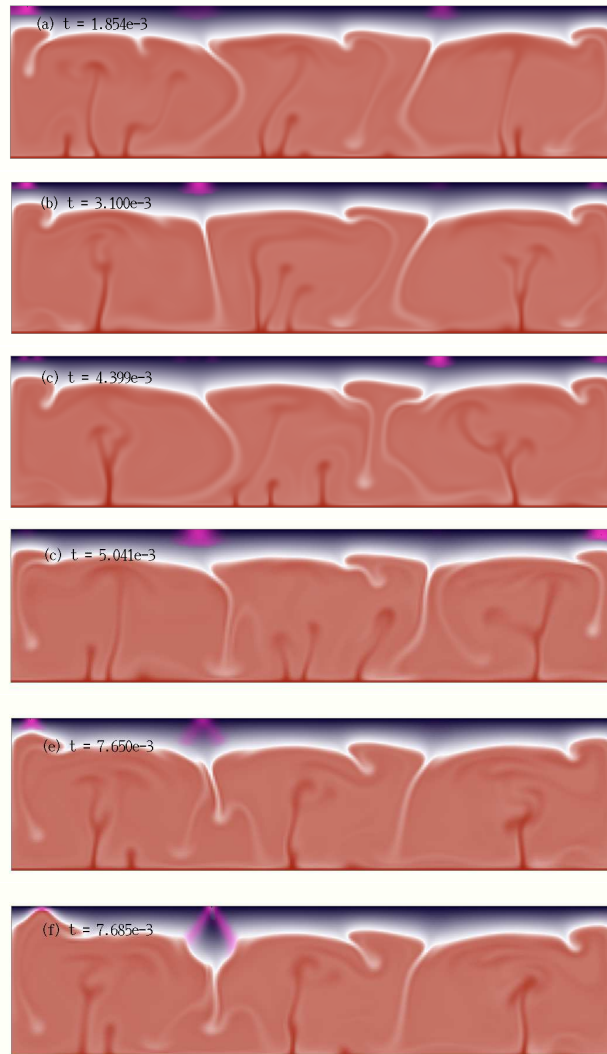 (a) t = 1.854e-3
(b) t = 3.100e-3
(c) t = 4.399e-3
(c) t = 5.041e-3
(e) t = 7.650e-3
(f) t = 7.685e-3